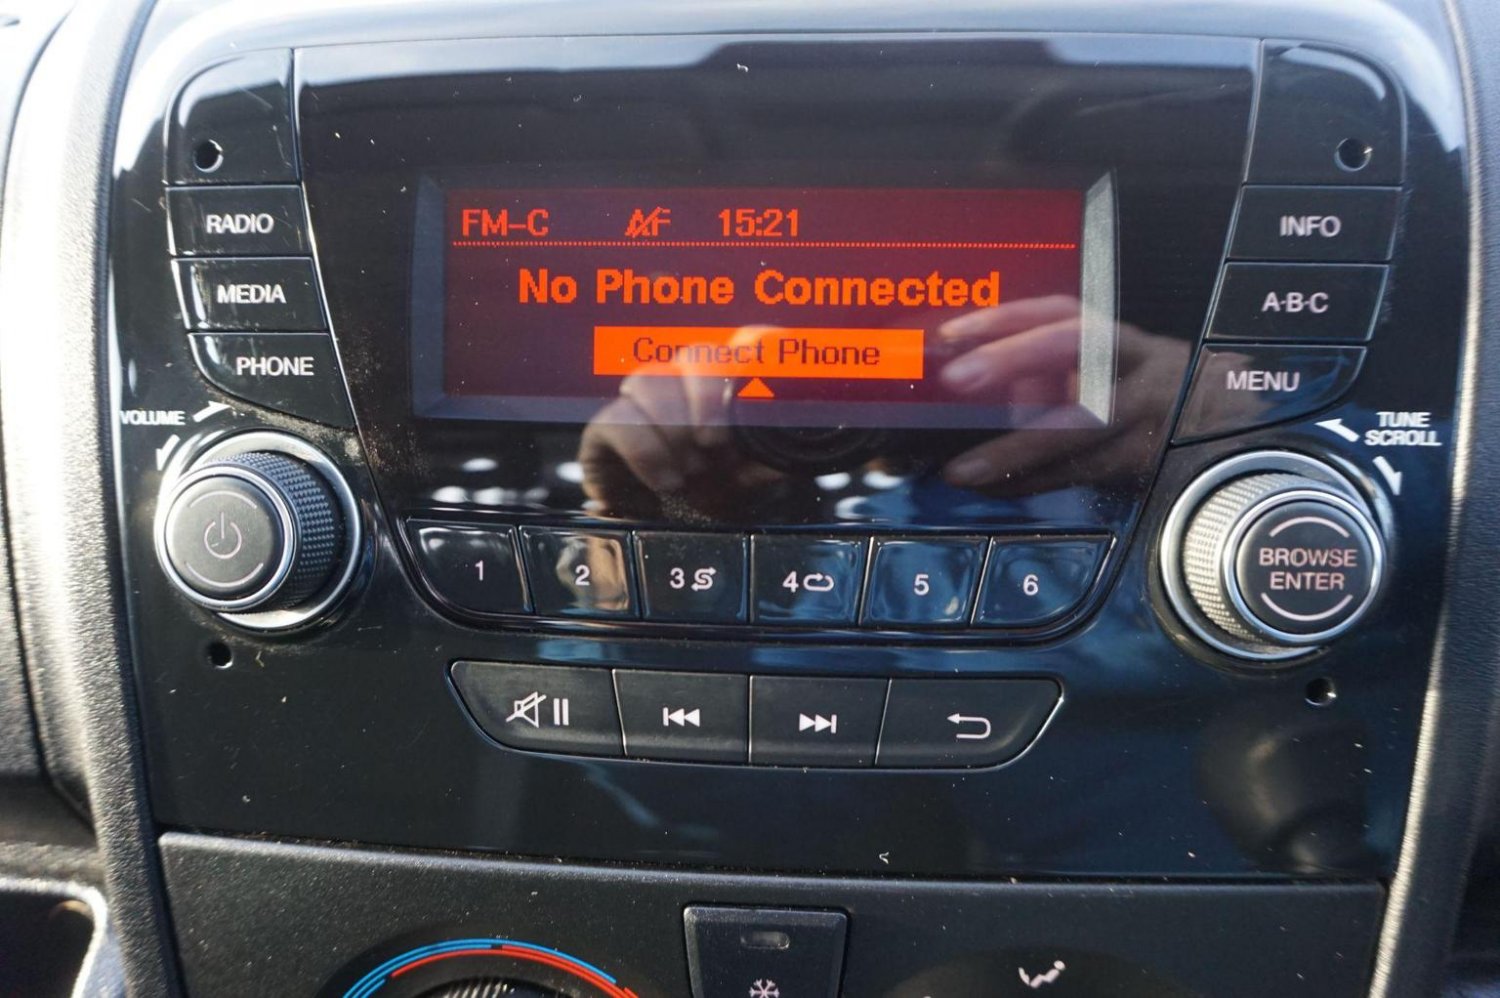 FM-C AF 15:21
No Phone Connected
Connect Phone
RADIO
MEDIA
PHONE
VOLUME
INFO
A·B·C
MENU
TUNE
SCROLL
BROWSE
ENTER
1
2
3
4
5
6